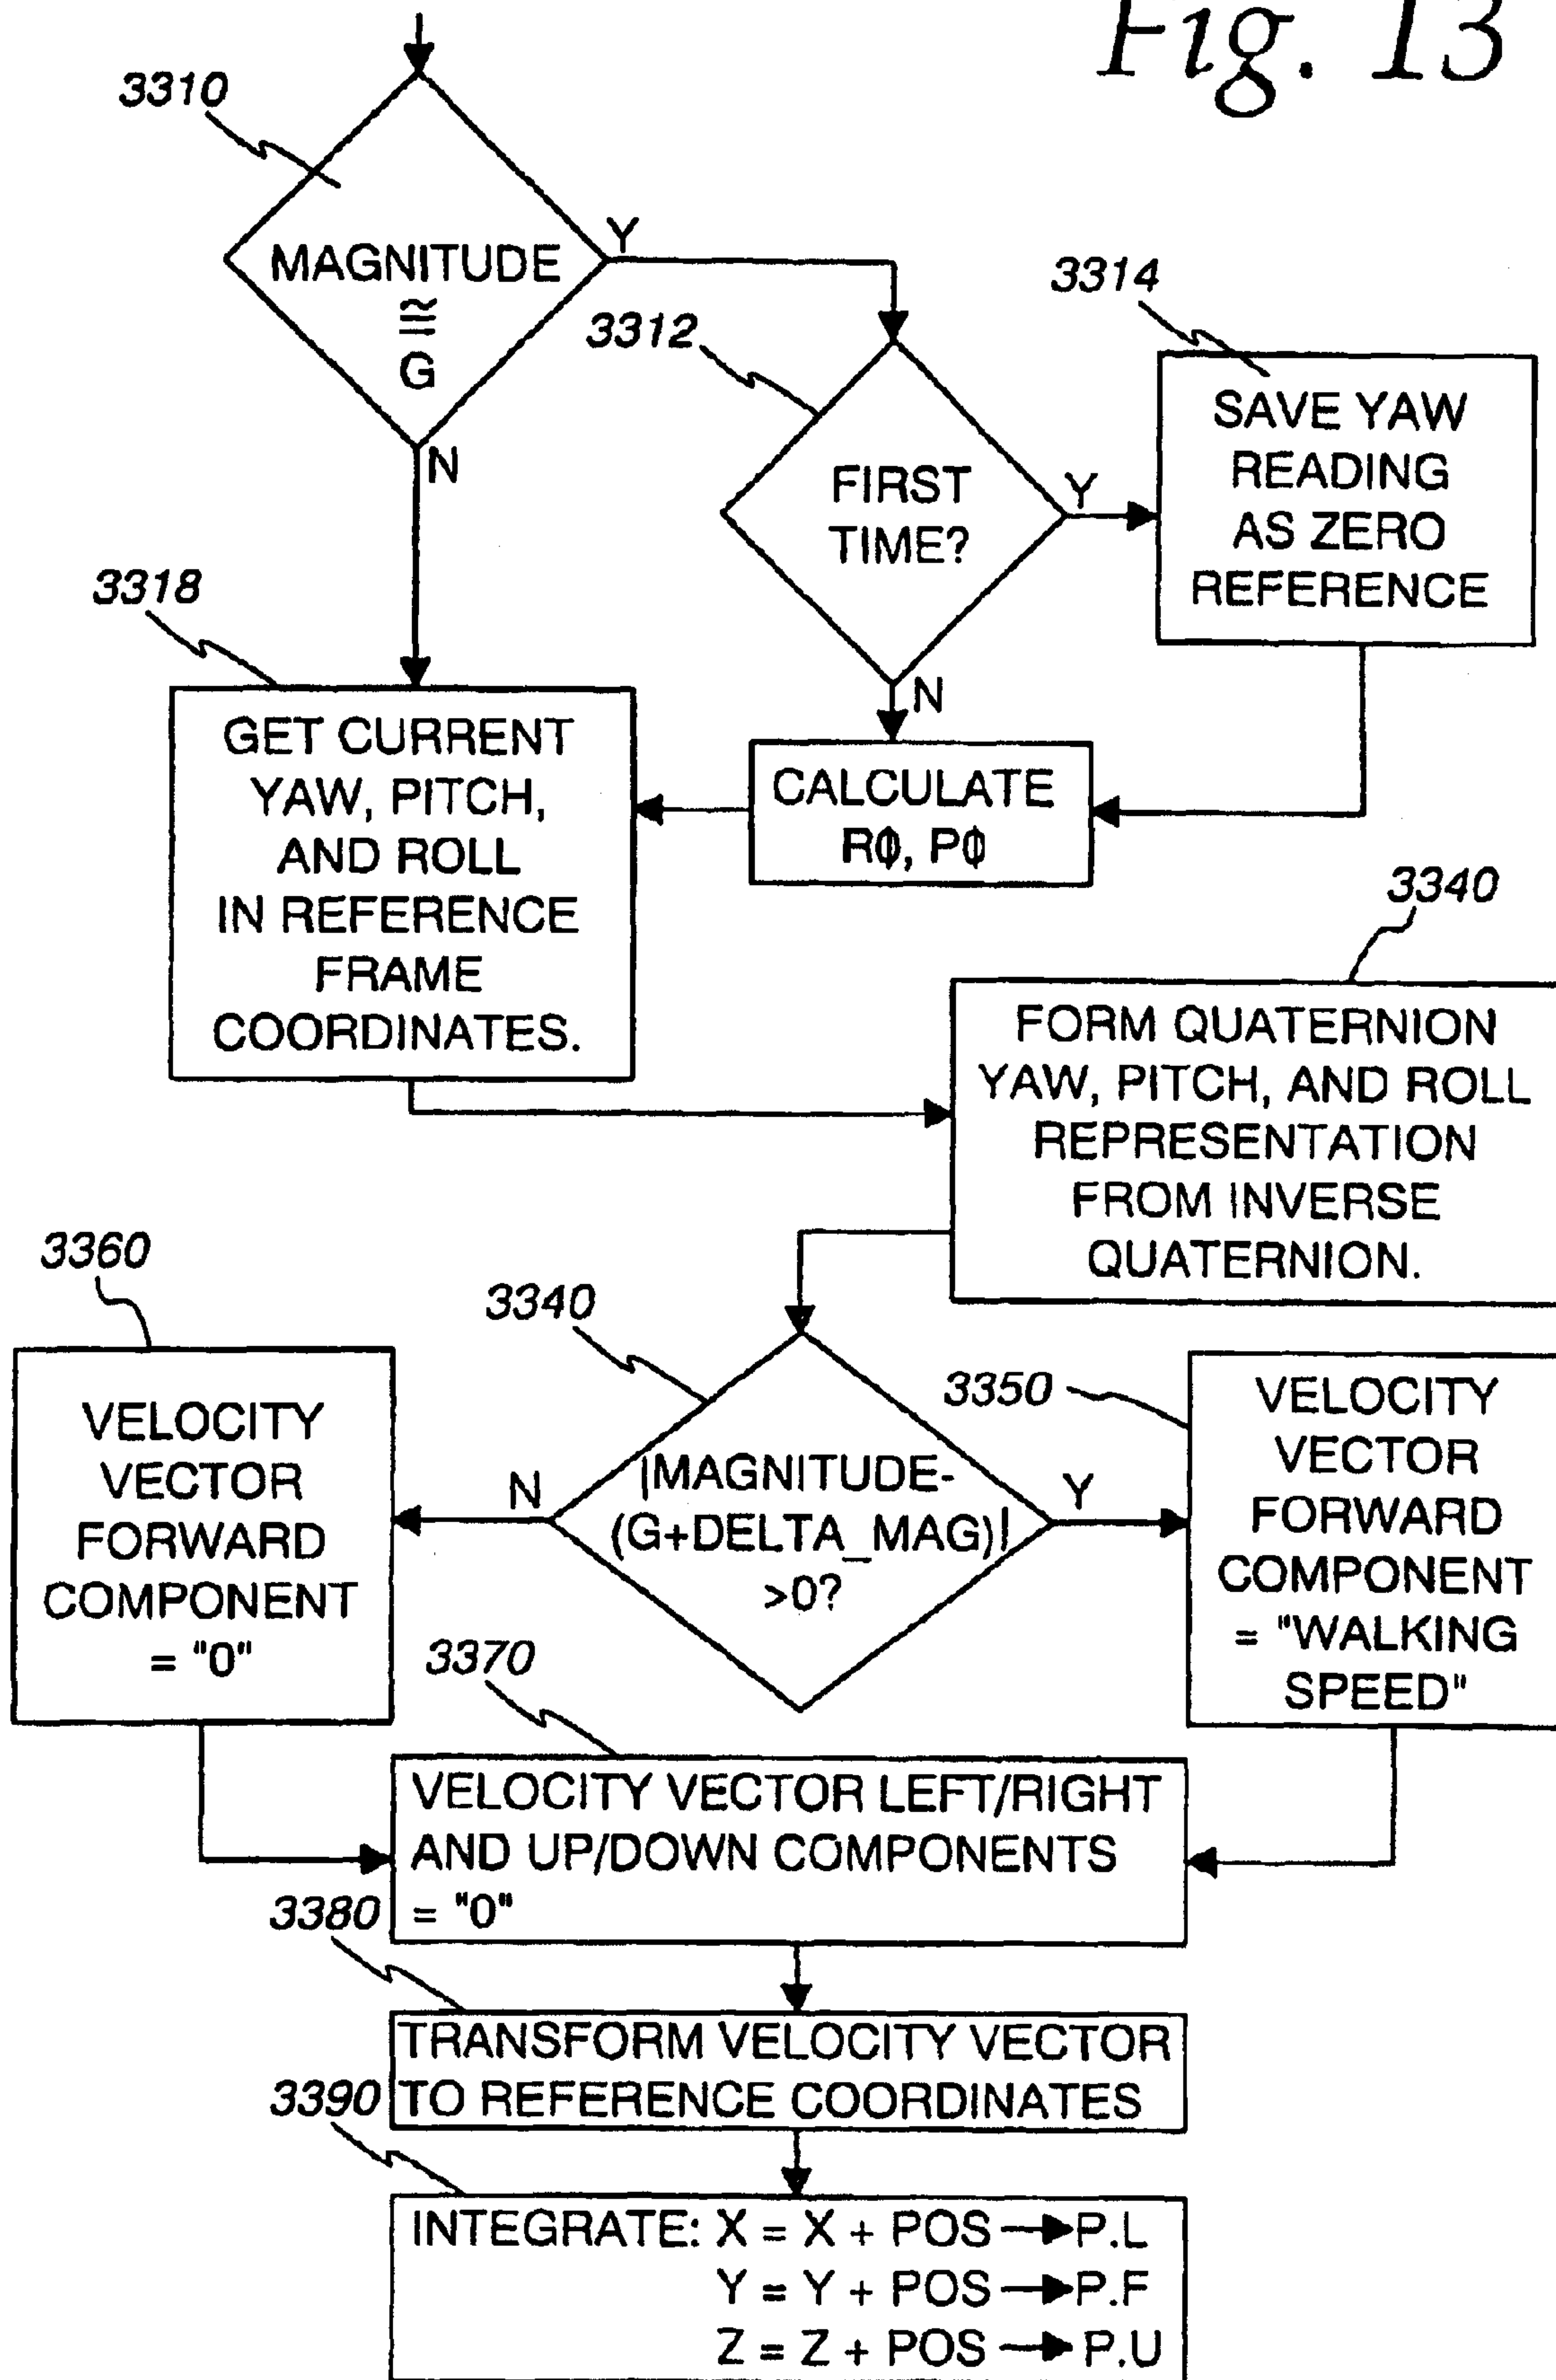 Fig. 13
3310
MAGNITUDE
≅
G
Y
N
3312
FIRST
TIME?
Y
N
3314
SAVE YAW
READING
AS ZERO
REFERENCE
3318
GET CURRENT
YAW, PITCH,
AND ROLL
IN REFERENCE
FRAME
COORDINATES.
CALCULATE
RΦ, PΦ
3340
FORM QUATERNION
YAW, PITCH, AND ROLL
REPRESENTATION
FROM INVERSE
QUATERNION.
3360
VELOCITY
VECTOR
FORWARD
COMPONENT
= "0"
3340
N
|MAGNITUDE-
(G+DELTA_MAG)|
>0?
Y
3350
VELOCITY
VECTOR
FORWARD
COMPONENT
= "WALKING
SPEED"
3370
VELOCITY VECTOR LEFT/RIGHT
AND UP/DOWN COMPONENTS
= "0"
3380
TRANSFORM VELOCITY VECTOR
TO REFERENCE COORDINATES
3390
INTEGRATE: X = X + POS → P.L
Y = Y + POS → P.F
Z = Z + POS → P.U